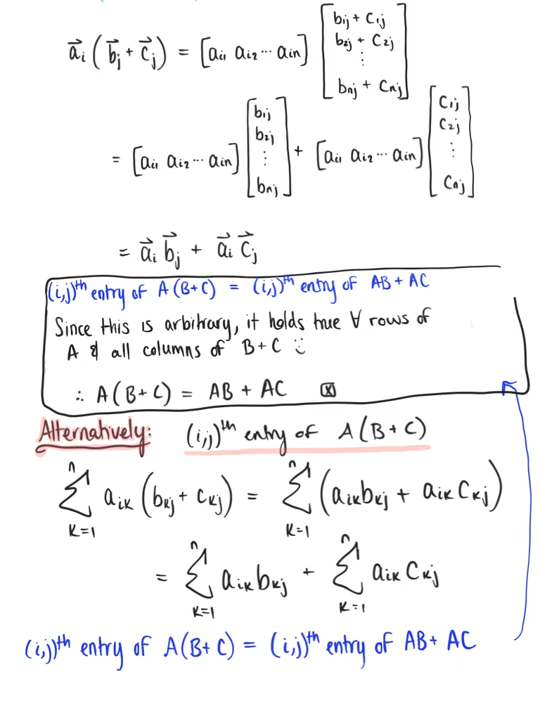 →a_i (→b_j + →c_j) = [a_i1 a_i2 ... a_in] [b_1j + c_1j
b_2j + c_2j
⋮
b_nj + c_nj]
= [a_i1 a_i2 ... a_in] [b_1j
b_2j
⋮
b_nj] + [a_i1 a_i2 ... a_in] [c_1j
c_2j
⋮
c_nj]
= →a_i →b_j + →a_i →c_j
(i,j)th entry of A(B+C) = (i,j)th entry of AB + AC
Since this is arbitrary, it holds true ∀ rows of
A & all columns of B+C ☺
∴ A(B+C) = AB + AC ☒
Alternatively: (i,j)th entry of A(B+C)
n∑K=1 a_iK (b_Kj + c_Kj) = n∑K=1 (a_iK b_Kj + a_iK c_Kj)
= n∑K=1 a_iK b_Kj + n∑K=1 a_iK c_Kj
(i,j)th entry of A(B+C) = (i,j)th entry of AB + AC